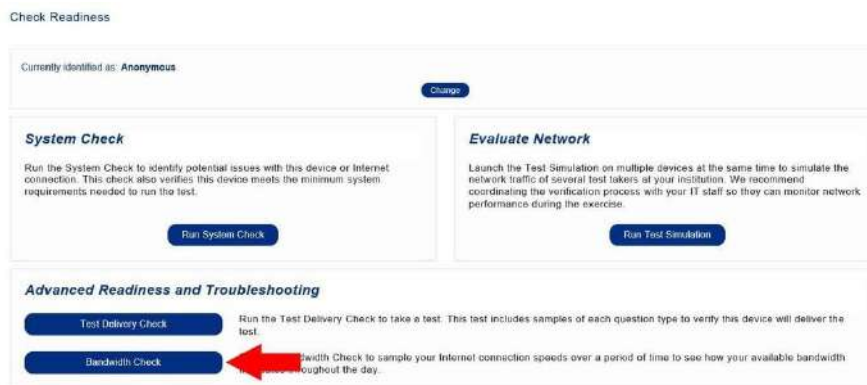 Check Readiness
Currently identified as: Anonymous
Change
System Check
Run the System Check to identify potential issues with this device or Internet
connection. This check also verifies this device meets the minimum system
requirements needed to run the test.
Run System Check
Evaluate Network
Launch the Test Simulation on multiple devices at the same time to simulate the
network traffic of several test takers at your institution. We recommend
coordinating the verification process with your IT staff so they can monitor network
performance during the exercise.
Run Test Simulation
Advanced Readiness and Troubleshooting
Test Delivery Check
Run the Test Delivery Check to take a test. This test includes samples of each question type to verify this device will deliver the
test.
Bandwidth Check
Check to sample your Internet connection speeds over a period of time to see how your available bandwidth
the day.